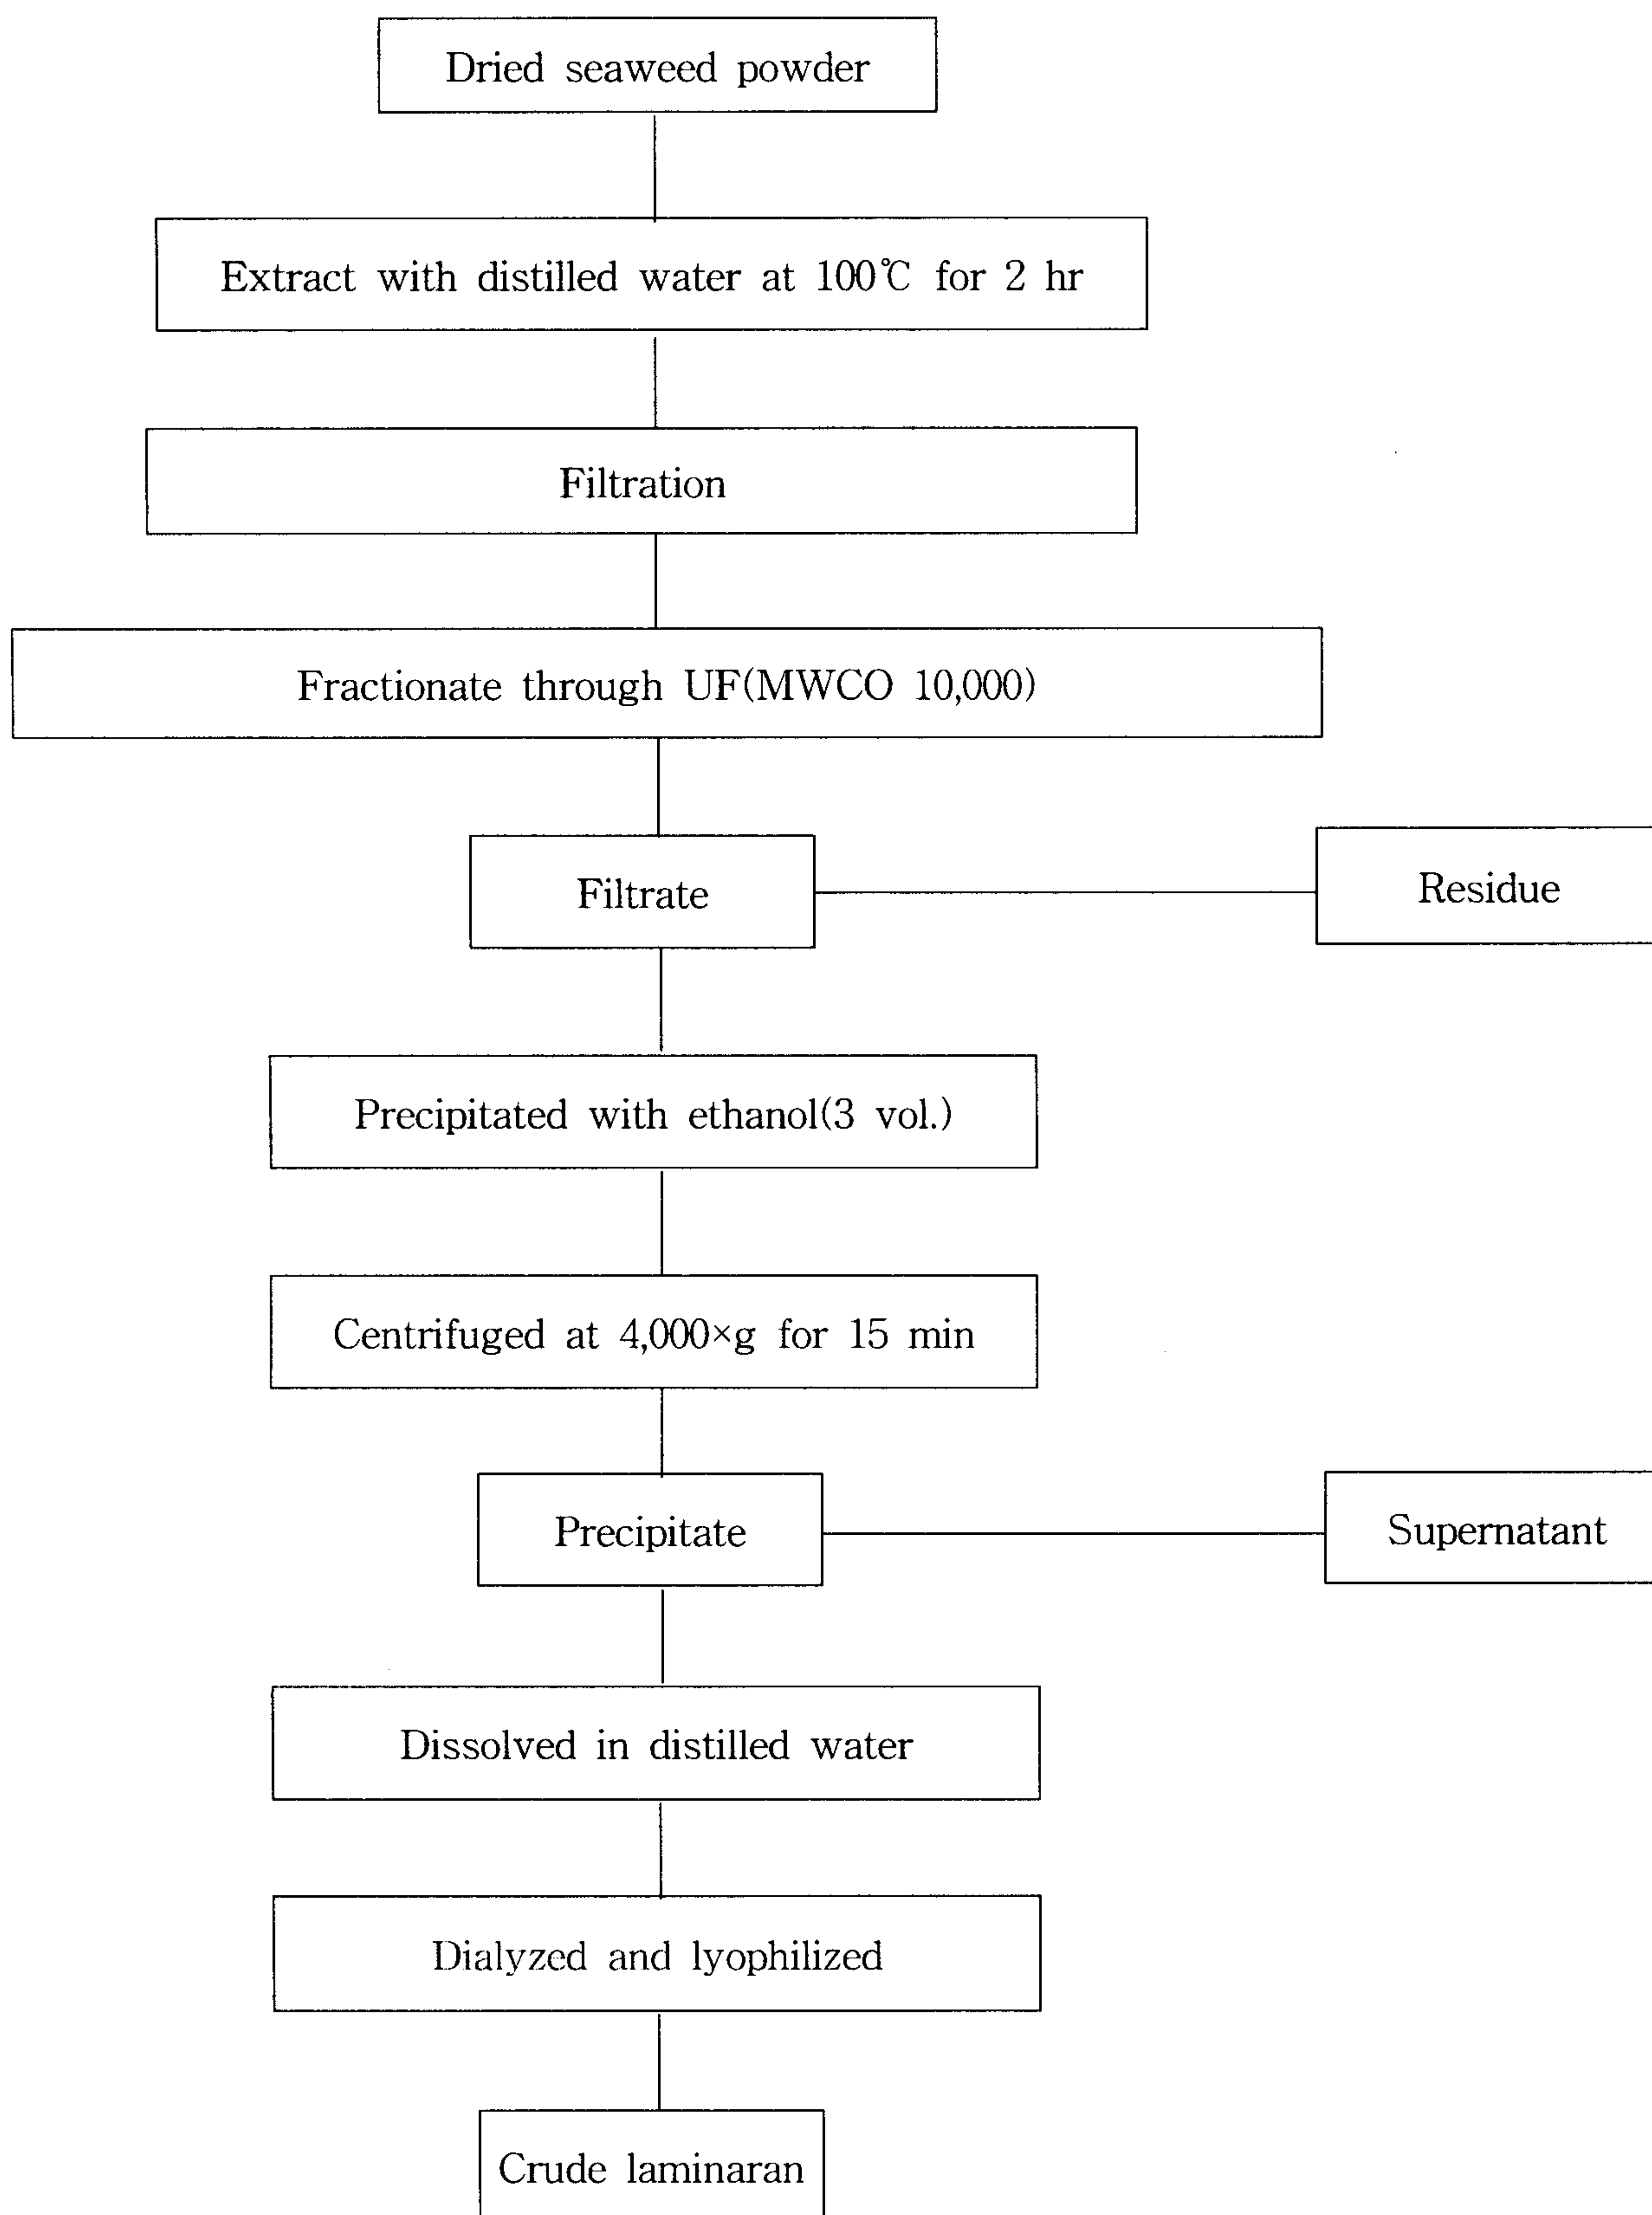 Dried seaweed powder
Extract with distilled water at 100℃ for 2 hr
Filtration
Fractionate through UF(MWCO 10,000)
Filtrate
Residue
Precipitated with ethanol(3 vol.)
Centrifuged at 4,000×g for 15 min
Precipitate
Supernatant
Dissolved in distilled water
Dialyzed and lyophilized
Crude laminaran